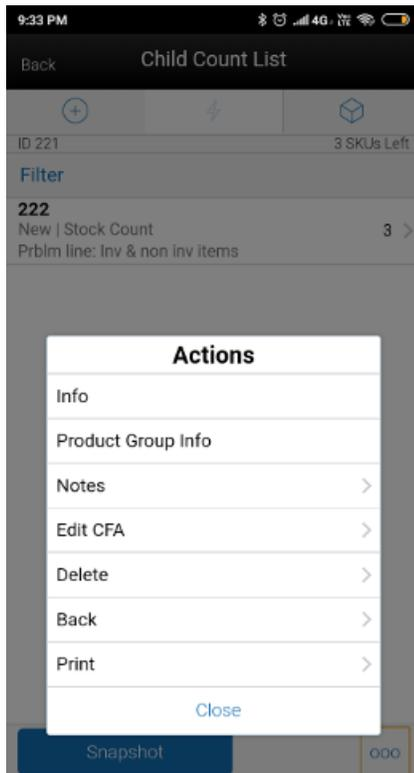 9:33 PM 4G
Back Child Count List
ID 221 3 SKUs Left
Filter
222
New | Stock Count 3
Prblm line: Inv & non inv items
Actions
Info
Product Group Info
Notes
Edit CFA
Delete
Back
Print
Close
Snapshot